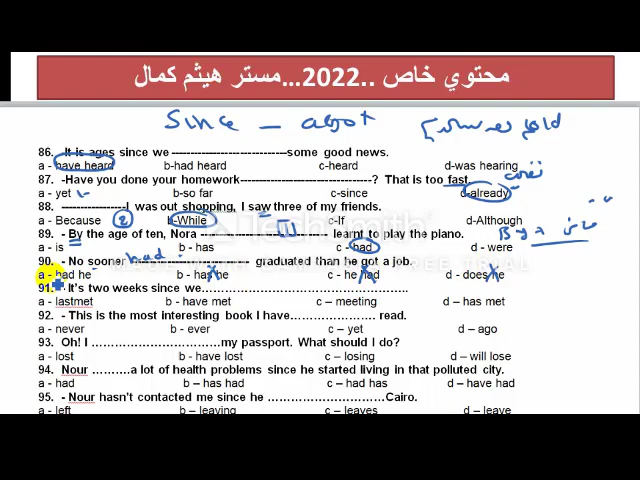 محتوي خاص ..2022...مستر هيثم كمال
Since - 
86. .It is ages since we --------------------------some good news.
a - have heard b-had heard c-heard d-was hearing
87. -Have you done your homework-----------------------------? That is too fast.
a - yet b-so far c-since d-already
88. ----------------I was out shopping, I saw three of my friends.
a - Because 2 b-While c-If d-Although
89. - By the age of ten, Nora ------------------------------- learnt to play the piano.
a - is b - has c -had d - were
90. - No sooner had -------------------- graduated than he got a job.
a - had he b - has he c - he had d - does he
91. - It's two weeks since we……………………………
a - lastmet b - have met c – meeting d – has met
92. - This is the most interesting book I have…………………. read.
a - never b - ever c – yet d – ago
93. Oh! I ………………………my passport. What should I do?
a - lost b - have lost c – losing d – will lose
94. Nour ……….a lot of health problems since he started living in that polluted city.
a - had b – has had c – had has d – have had
95. - Nour hasn't contacted me since he ………………………Cairo.
a - left b – leaving c – leaves d – leave